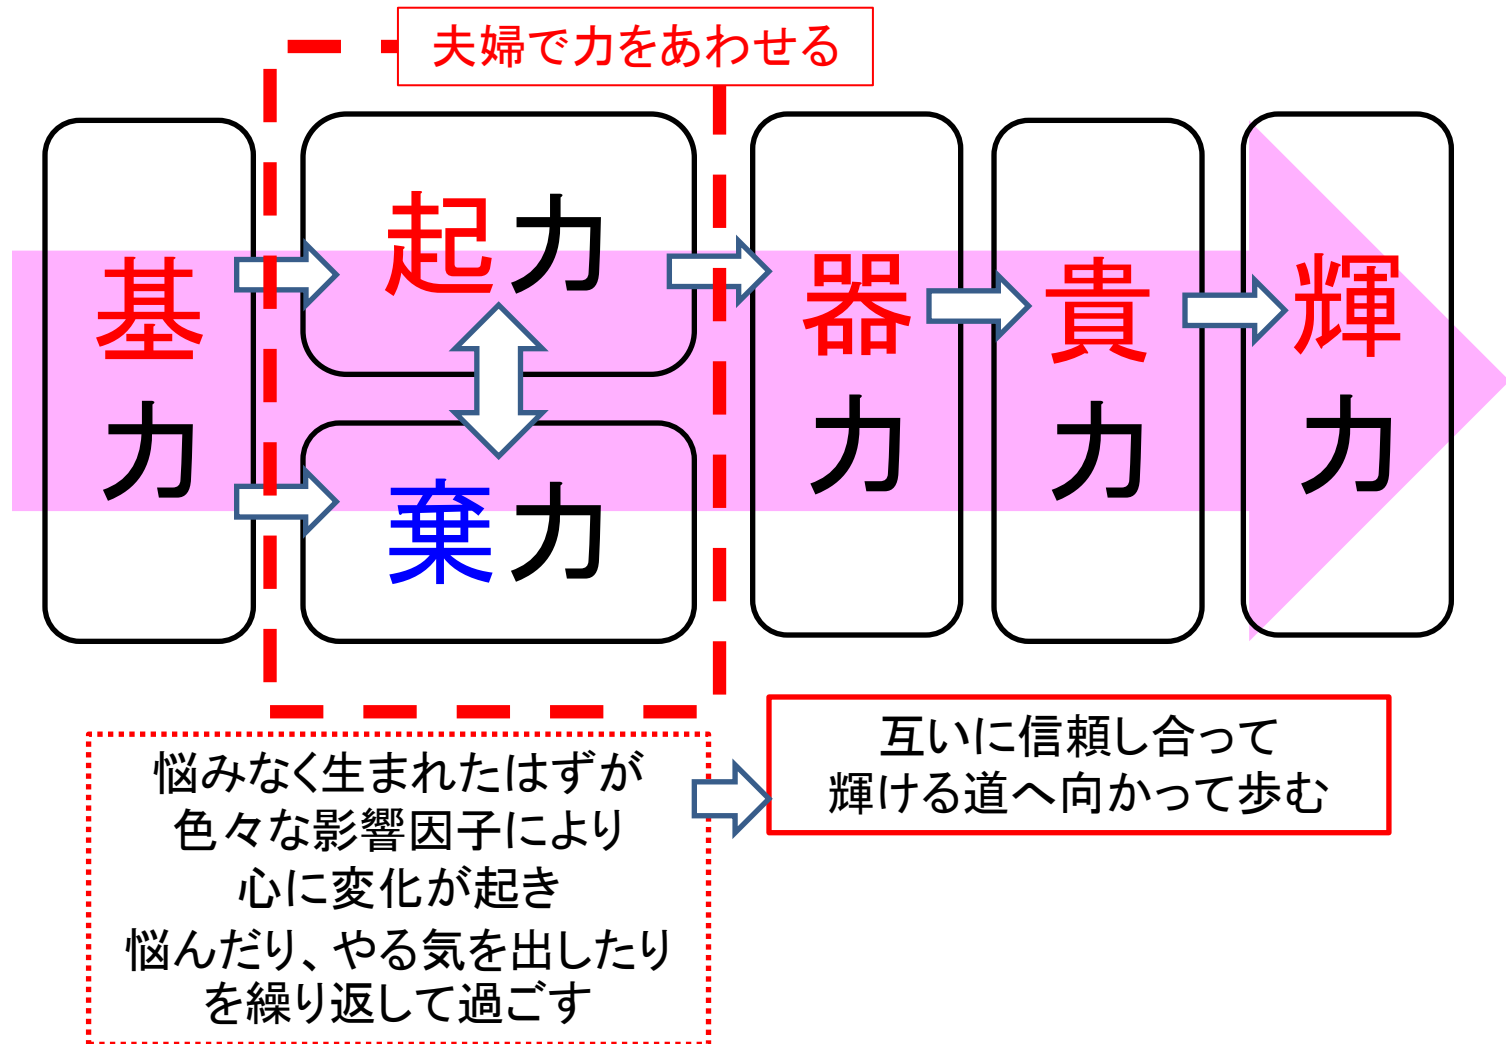 夫婦で力をあわせる
基力
起力
棄力
器力
貴力
輝力
悩みなく生まれたはずが
色々な影響因子により
心に変化が起き
悩んだり、やる気を出したり
を繰り返して過ごす
互いに信頼し合って
輝ける道へ向かって歩む